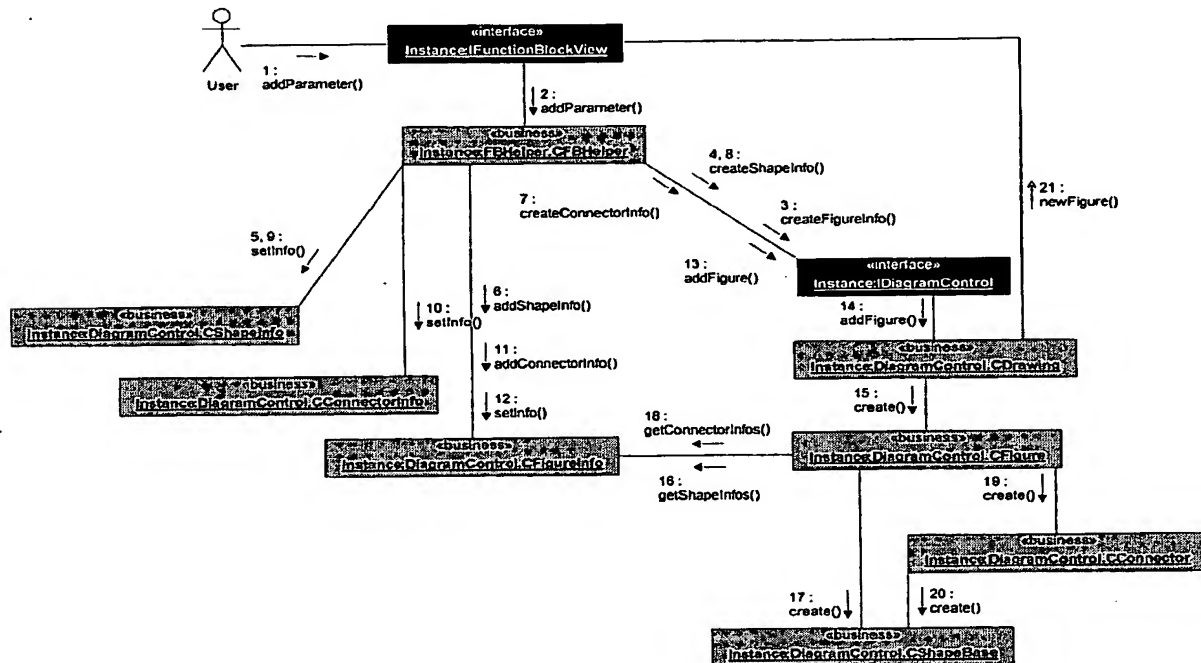 «interface»
Instance:IFunctionBlockView
User
1 :
addParameter()
2 :
addParameter()
«business»
Instance:FBHelper.CFBHelper
4, 8 :
createShapeInfo()
7 :
createConnectorInfo()
3 :
createFigureInfo()
21 :
newFigure()
5, 9 :
setInfo()
13 :
addFigure()
«interface»
Instance:IDiagramControl
6 :
addShapeInfo()
10 :
setInfo()
14 :
addFigure()
«business»
Instance:DiagramControl.CShapeInfo
11 :
addConnectorInfo()
«business»
Instance:DiagramControl.CDrawing
«business»
Instance:DiagramControl.CConnectorInfo
12 :
setInfo()
15 :
create()
18 :
getConnectorInfos()
«business»
Instance:DiagramControl.CFigureInfo
«business»
Instance:DiagramControl.CFigure
16 :
getShapeInfos()
19 :
create()
«business»
Instance:DiagramControl.CConnector
17 :
create()
20 :
create()
«business»
Instance:DiagramControl.CShapeBase